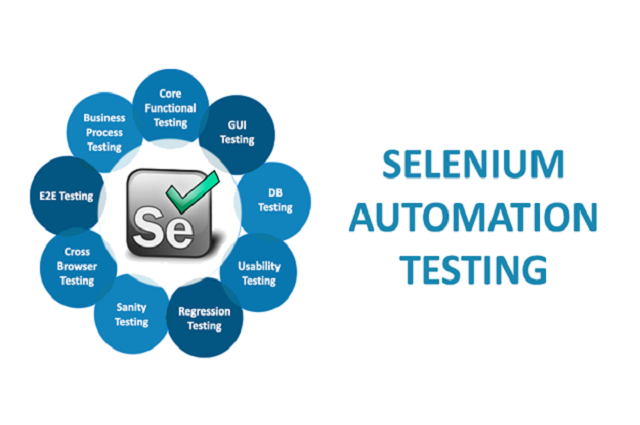 Core
Functional
Testing
GUI
Testing
DB
Testing
Usability
Testing
Regression
Testing
Sanity
Testing
Cross
Browser
Testing
E2E Testing
Business
Process
Testing
Se
SELENIUM
AUTOMATION
TESTING